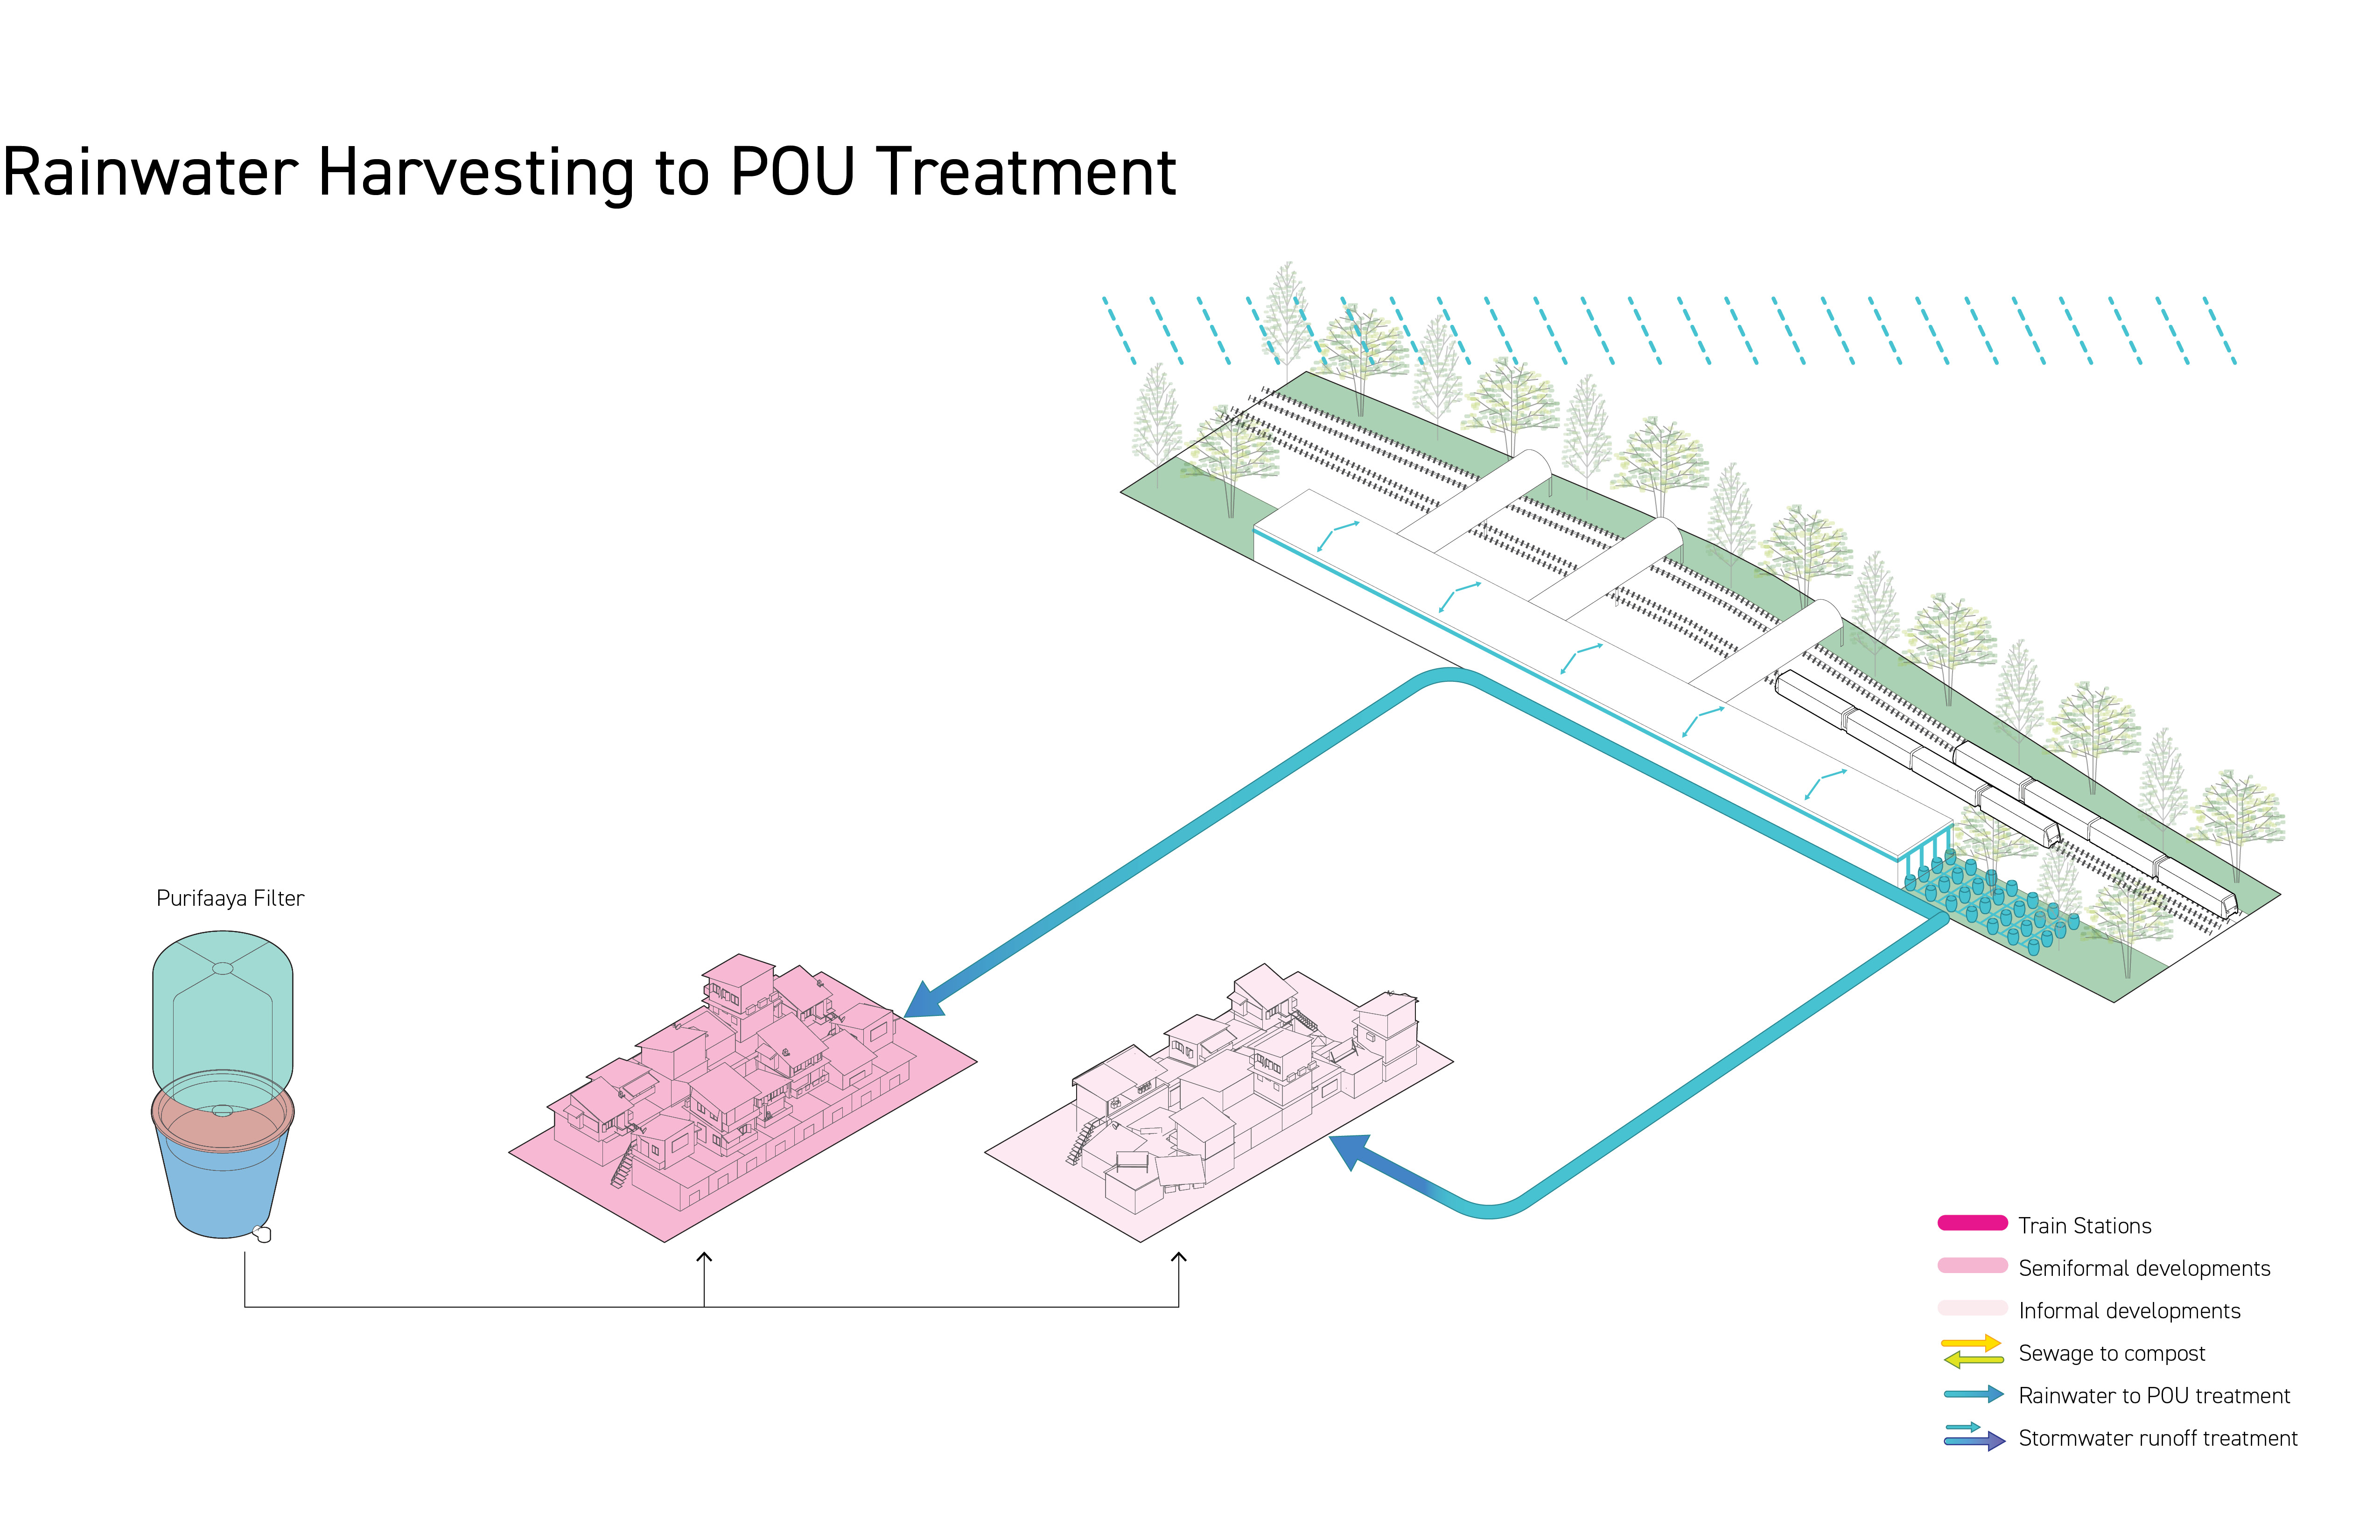 Rainwater Harvesting to POU Treatment
Purifaaya Filter
Train Stations
Semiformal developments
Informal developments
Sewage to compost
Rainwater to POU treatment
Stormwater runoff treatment